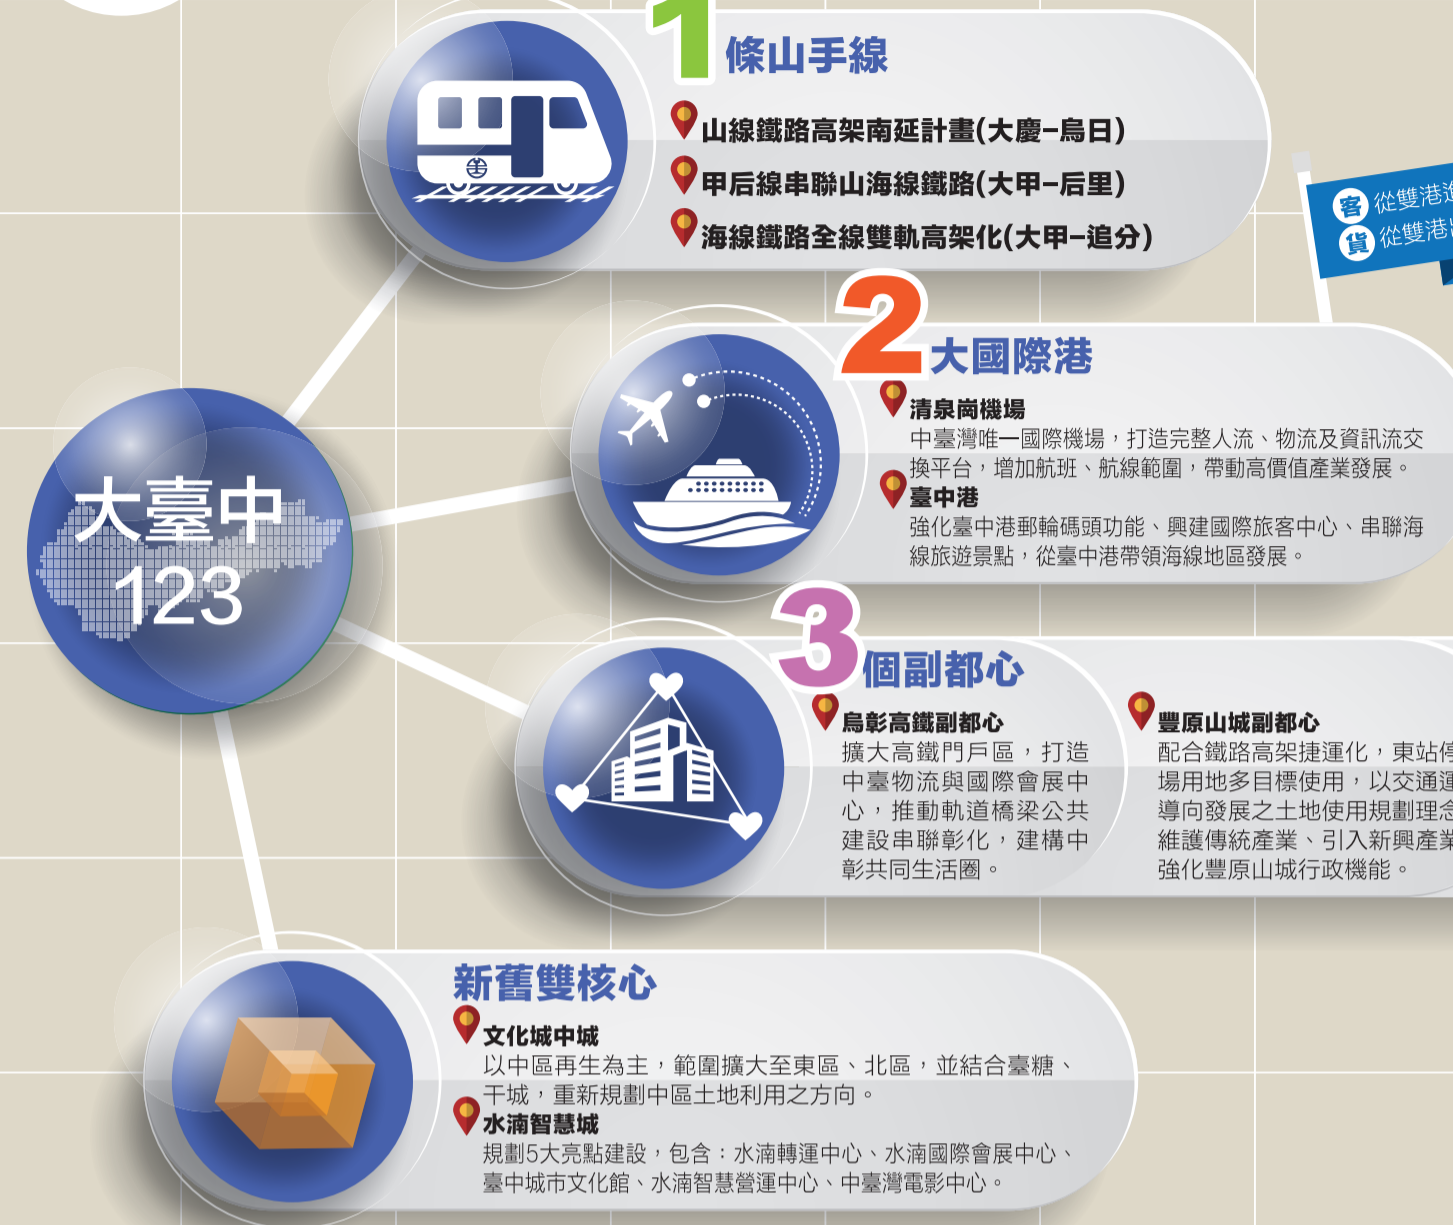 1條山手線
山線鐵路高架南延計畫(大慶-烏日)
甲后線串聯山海線鐵路(大甲-后里)
海線鐵路全線雙軌高架化(大甲-追分)
客 從雙港進
貨 從雙港
2大國際港
清泉崗機場
中臺灣唯一國際機場，打造完整人流、物流及資訊流交
換平台，增加航班、航線範圍，帶動高價值產業發展。
臺中港
強化臺中港郵輪碼頭功能、興建國際旅客中心、串聯海
線旅遊景點，從臺中港帶領海線地區發展。
大臺中
123
3個副都心
烏彰高鐵副都心
擴大高鐵門戶區，打造
中臺物流與國際會展中
心，推動軌道橋梁公共
建設串聯彰化，建構中
彰共同生活圈。
豐原山城副都心
配合鐵路高架捷運化，東站停
場用地多目標使用，以交通運
導向發展之土地使用規劃理念
維護傳統產業、引入新興產業
強化豐原山城行政機能。
新舊雙核心
文化城中城
以中區再生為主，範圍擴大至東區、北區，並結合臺糖、
干城，重新規劃中區土地利用之方向。
水湳智慧城
規劃5大亮點建設，包含：水湳轉運中心、水湳國際會展中心、
臺中城市文化館、水湳智慧營運中心、中臺灣電影中心。